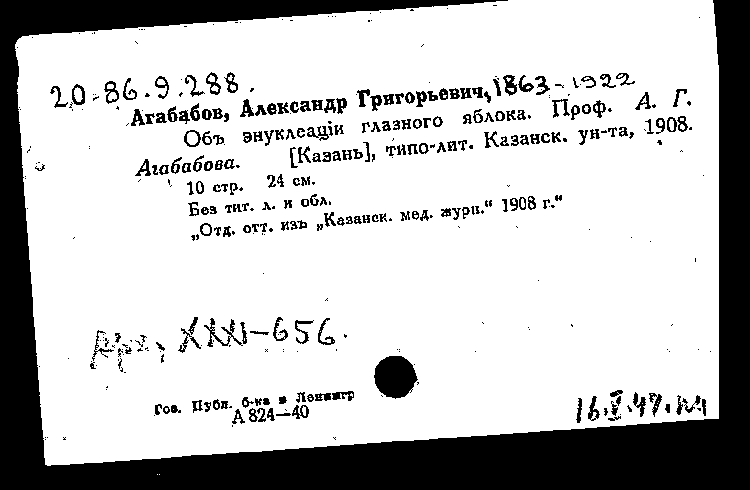 20-86.9.288.
Агабабов, Александр Григорьевич, 1863-1922
Объ энуклеаціи глазного яблока. Проф. А. Г.
Агабабова. [Казань], типо-лит. Казанск. ун-та, 1908.
10 стр. 24 см.
Без тит. л. и обл.
„Отд. отт. изъ „Казанск. мед. журн.“ 1908 г.“
XXXI-656.
Гос. Публ. б-ка в Ленингр
А 824—40
16.V.47.